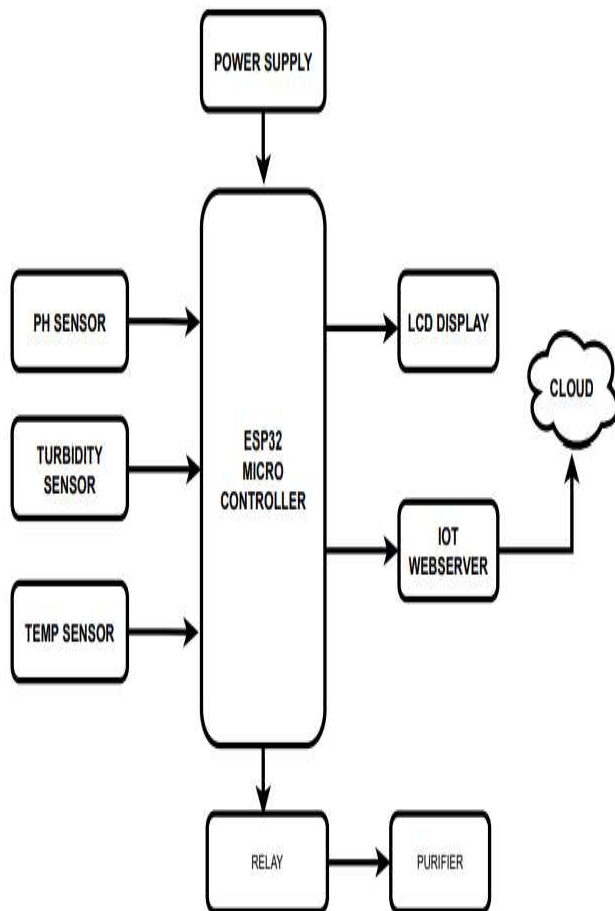 POWER SUPPLY
PH SENSOR
LCD DISPLAY
CLOUD
TURBIDITY
SENSOR
ESP32
MICRO
CONTROLLER
IOT
WEBSERVER
TEMP SENSOR
RELAY
PURIFIER